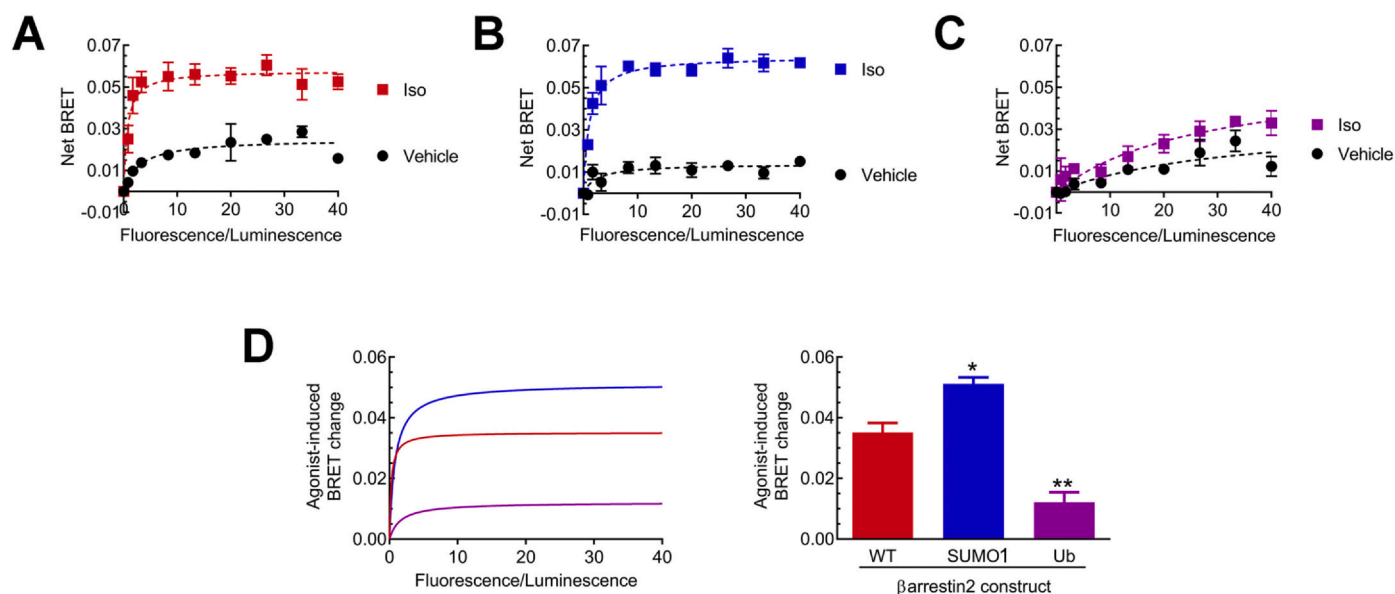 A
Net BRET
0.07
0.05
0.03
0.01
-0.01
0
10
20
30
40
Fluorescence/Luminescence
Iso
Vehicle
B
Net BRET
0.07
0.05
0.03
0.01
-0.01
0
10
20
30
40
Fluorescence/Luminescence
Iso
Vehicle
C
Net BRET
0.07
0.05
0.03
0.01
-0.01
10
20
30
40
Fluorescence/Luminescence
Iso
Vehicle
D
Agonist-induced
BRET change
0.06
0.04
0.02
0.00
0
10
20
30
40
Fluorescence/Luminescence
Agonist-induced
BRET change
0.06
0.04
0.02
0.00
*
**
WT
SUMO1
Ub
βarrestin2 construct